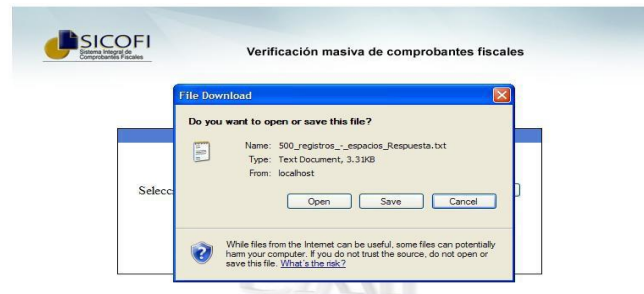 SICOFI
Sistema Integral de
Comprobantes Fiscales
Verificación masiva de comprobantes fiscales
File Download
Do you want to open or save this file?
Name: 500_registros_-_espacios_Respuesta.txt
Type: Text Document, 3.31KB
From: localhost
Selecc
Open Save Cancel
While files from the Internet can be useful, some files can potentially
harm your computer. If you do not trust the source, do not open or
save this file. What's the risk?